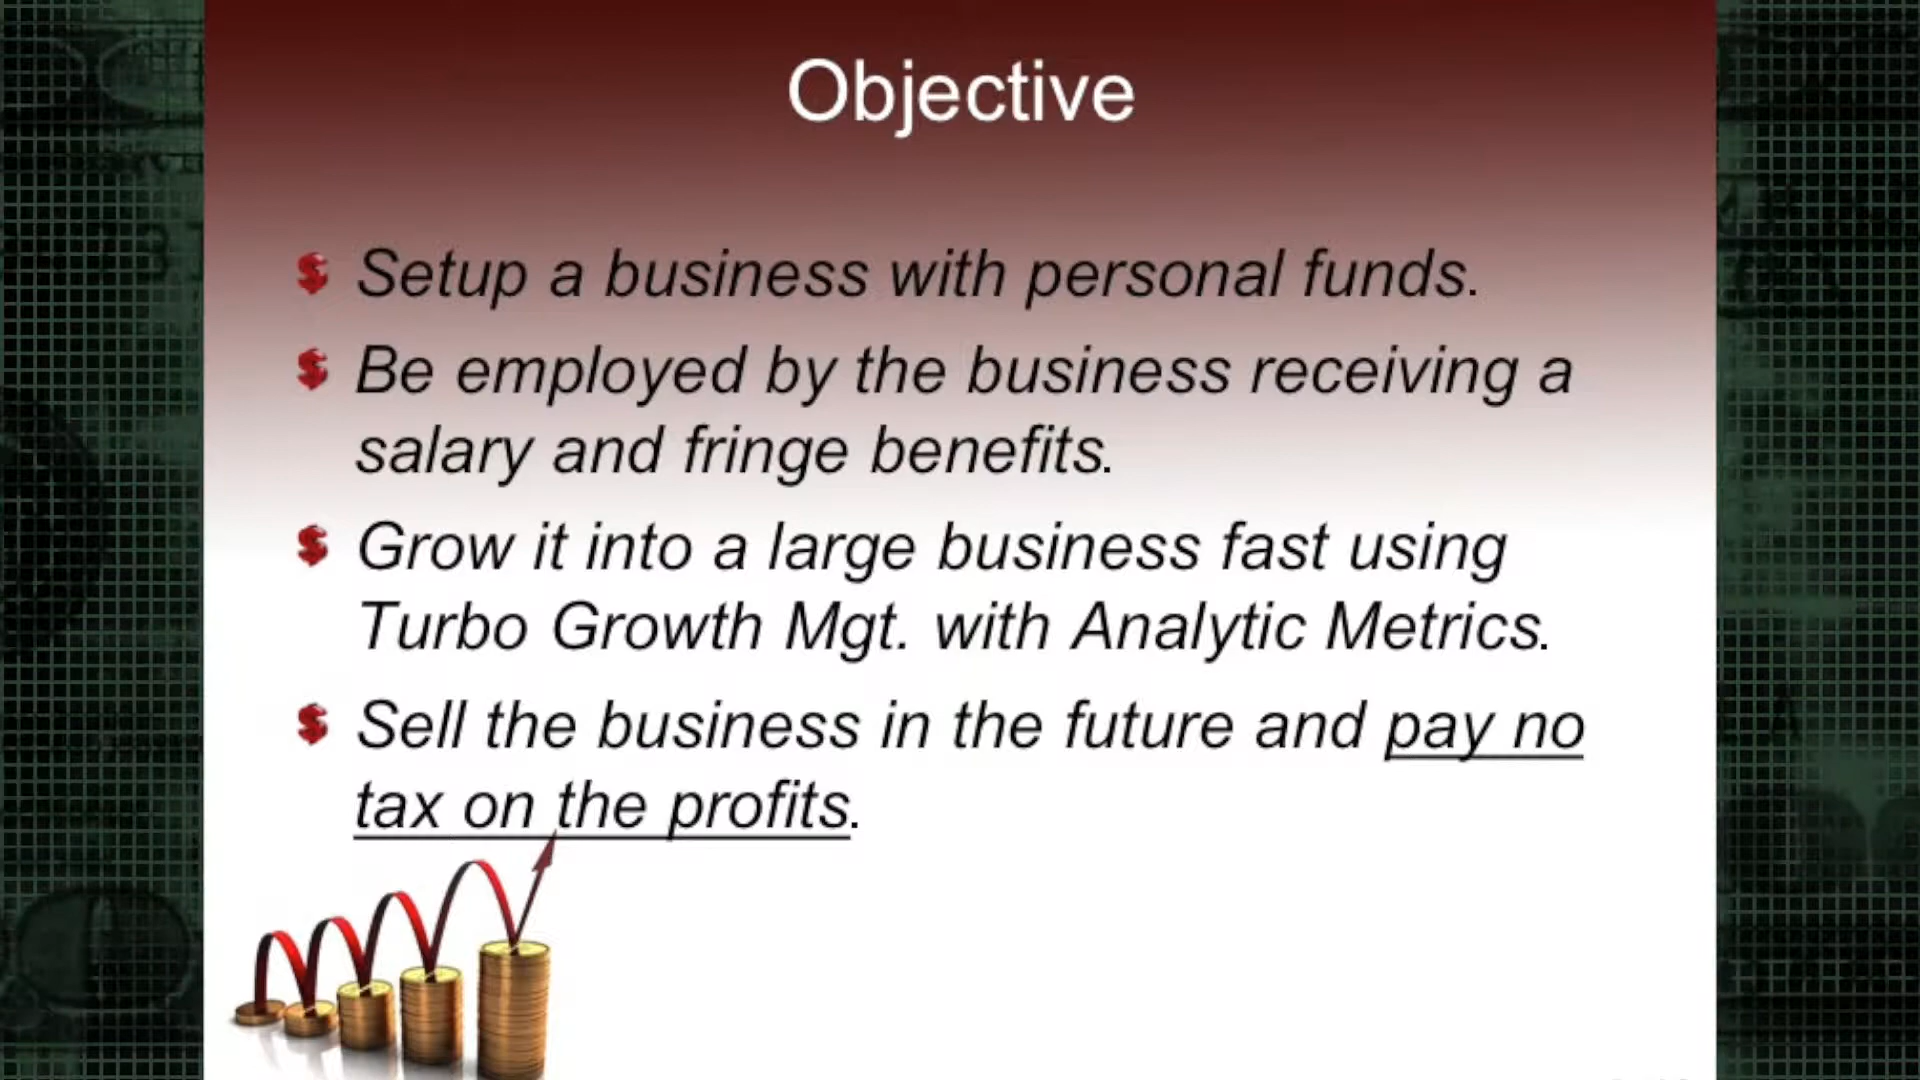 Objective
Setup a business with personal funds.
Be employed by the business receiving a
salary and fringe benefits.
Grow it into a large business fast using
Turbo Growth Mgt. with Analytic Metrics.
Sell the business in the future and pay no
tax on the profits.